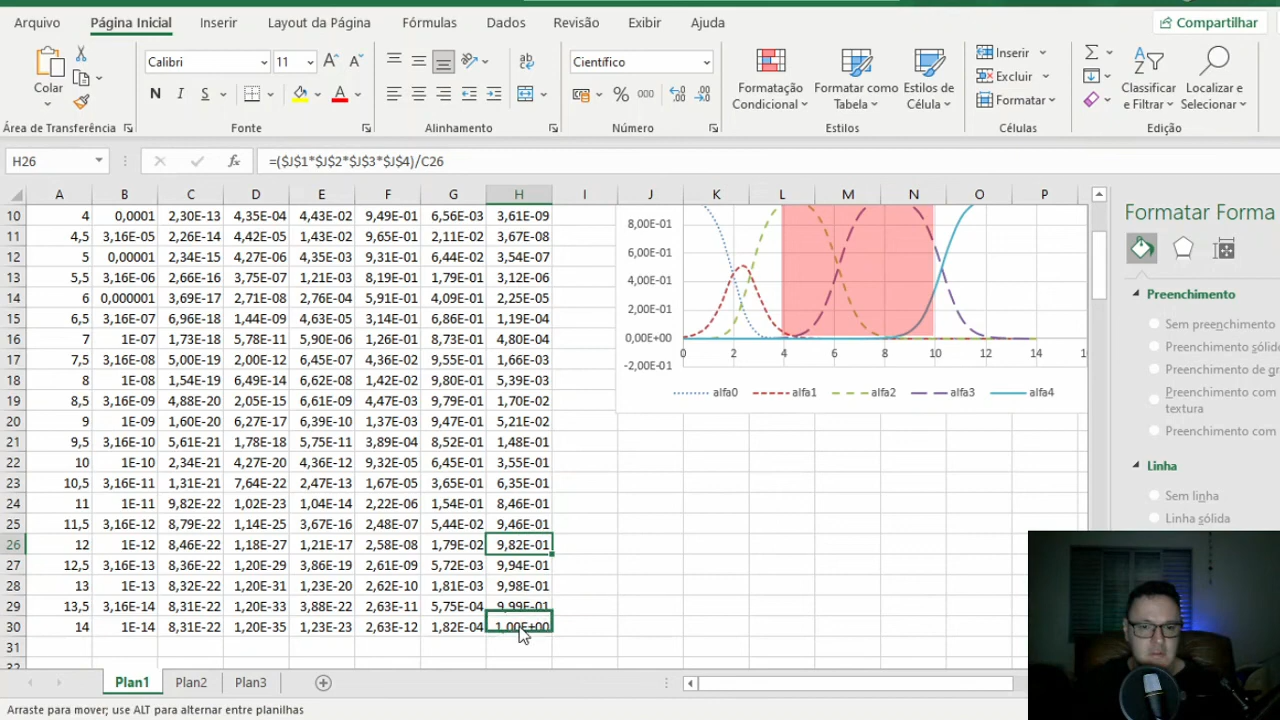 Arquivo Página Inicial Inserir Layout da Página Fórmulas Dados Revisão Exibir Ajuda Compartilhar
Colar
Área de Transferência
Calibri 11
N I S
Fonte
Alinhamento
Científico
% 000
Número
Formatação Condicional
Formatar como Tabela
Estilos de Célula
Estilos
Inserir
Excluir
Formatar
Células
Classificar e Filtrar
Localizar e Selecionar
Edição
H26 fx =($J$1*$J$2*$J$3*$J$4)/C26
A B C D E F G H I J K L M N O P
10 4 0,0001 2,30E-13 4,35E-04 4,43E-02 9,49E-01 6,56E-03 3,61E-09
11 4,5 3,16E-05 2,26E-14 4,42E-05 1,43E-02 9,65E-01 2,11E-02 3,67E-08
12 5 0,00001 2,34E-15 4,27E-06 4,35E-03 9,31E-01 6,44E-02 3,54E-07
13 5,5 3,16E-06 2,66E-16 3,75E-07 1,21E-03 8,19E-01 1,79E-01 3,12E-06
14 6 0,000001 3,69E-17 2,71E-08 2,76E-04 5,91E-01 4,09E-01 2,25E-05
15 6,5 3,16E-07 6,96E-18 1,44E-09 4,63E-05 3,14E-01 6,86E-01 1,19E-04
16 7 1E-07 1,73E-18 5,78E-11 5,90E-06 1,26E-01 8,73E-01 4,80E-04
17 7,5 3,16E-08 5,00E-19 2,00E-12 6,45E-07 4,36E-02 9,55E-01 1,66E-03
18 8 1E-08 1,54E-19 6,49E-14 6,62E-08 1,42E-02 9,80E-01 5,39E-03
19 8,5 3,16E-09 4,88E-20 2,05E-15 6,61E-09 4,47E-03 9,79E-01 1,70E-02
20 9 1E-09 1,60E-20 6,27E-17 6,39E-10 1,37E-03 9,47E-01 5,21E-02
21 9,5 3,16E-10 5,61E-21 1,78E-18 5,75E-11 3,89E-04 8,52E-01 1,48E-01
22 10 1E-10 2,34E-21 4,27E-20 4,36E-12 9,32E-05 6,45E-01 3,55E-01
23 10,5 3,16E-11 1,31E-21 7,64E-22 2,47E-13 1,67E-05 3,65E-01 6,35E-01
24 11 1E-11 9,82E-22 1,02E-23 1,04E-14 2,22E-06 1,54E-01 8,46E-01
25 11,5 3,16E-12 8,79E-22 1,14E-25 3,67E-16 2,48E-07 5,44E-02 9,46E-01
26 12 1E-12 8,46E-22 1,18E-27 1,21E-17 2,58E-08 1,79E-02 9,82E-01
27 12,5 3,16E-13 8,36E-22 1,20E-29 3,86E-19 2,61E-09 5,72E-03 9,94E-01
28 13 1E-13 8,32E-22 1,20E-31 1,23E-20 2,62E-10 1,81E-03 9,98E-01
29 13,5 3,16E-14 8,31E-22 1,20E-33 3,88E-22 2,63E-11 5,75E-04 9,99E-01
30 14 1E-14 8,31E-22 1,20E-35 1,23E-23 2,63E-12 1,82E-04 1,00E+00
31
32
8,00E-01
6,00E-01
4,00E-01
2,00E-01
0,00E+00
-2,00E-01
0 2 4 6 8 10 12 14
alfa0 alfa1 alfa2 alfa3 alfa4
Formatar Forma
Preenchimento
Sem preenchimento
Preenchimento sólido
Preenchimento de gr
Preenchimento com
textura
Preenchimento com
Linha
Sem linha
Linha sólida
Plan1 Plan2 Plan3
Arraste para mover; use ALT para alternar entre planilhas